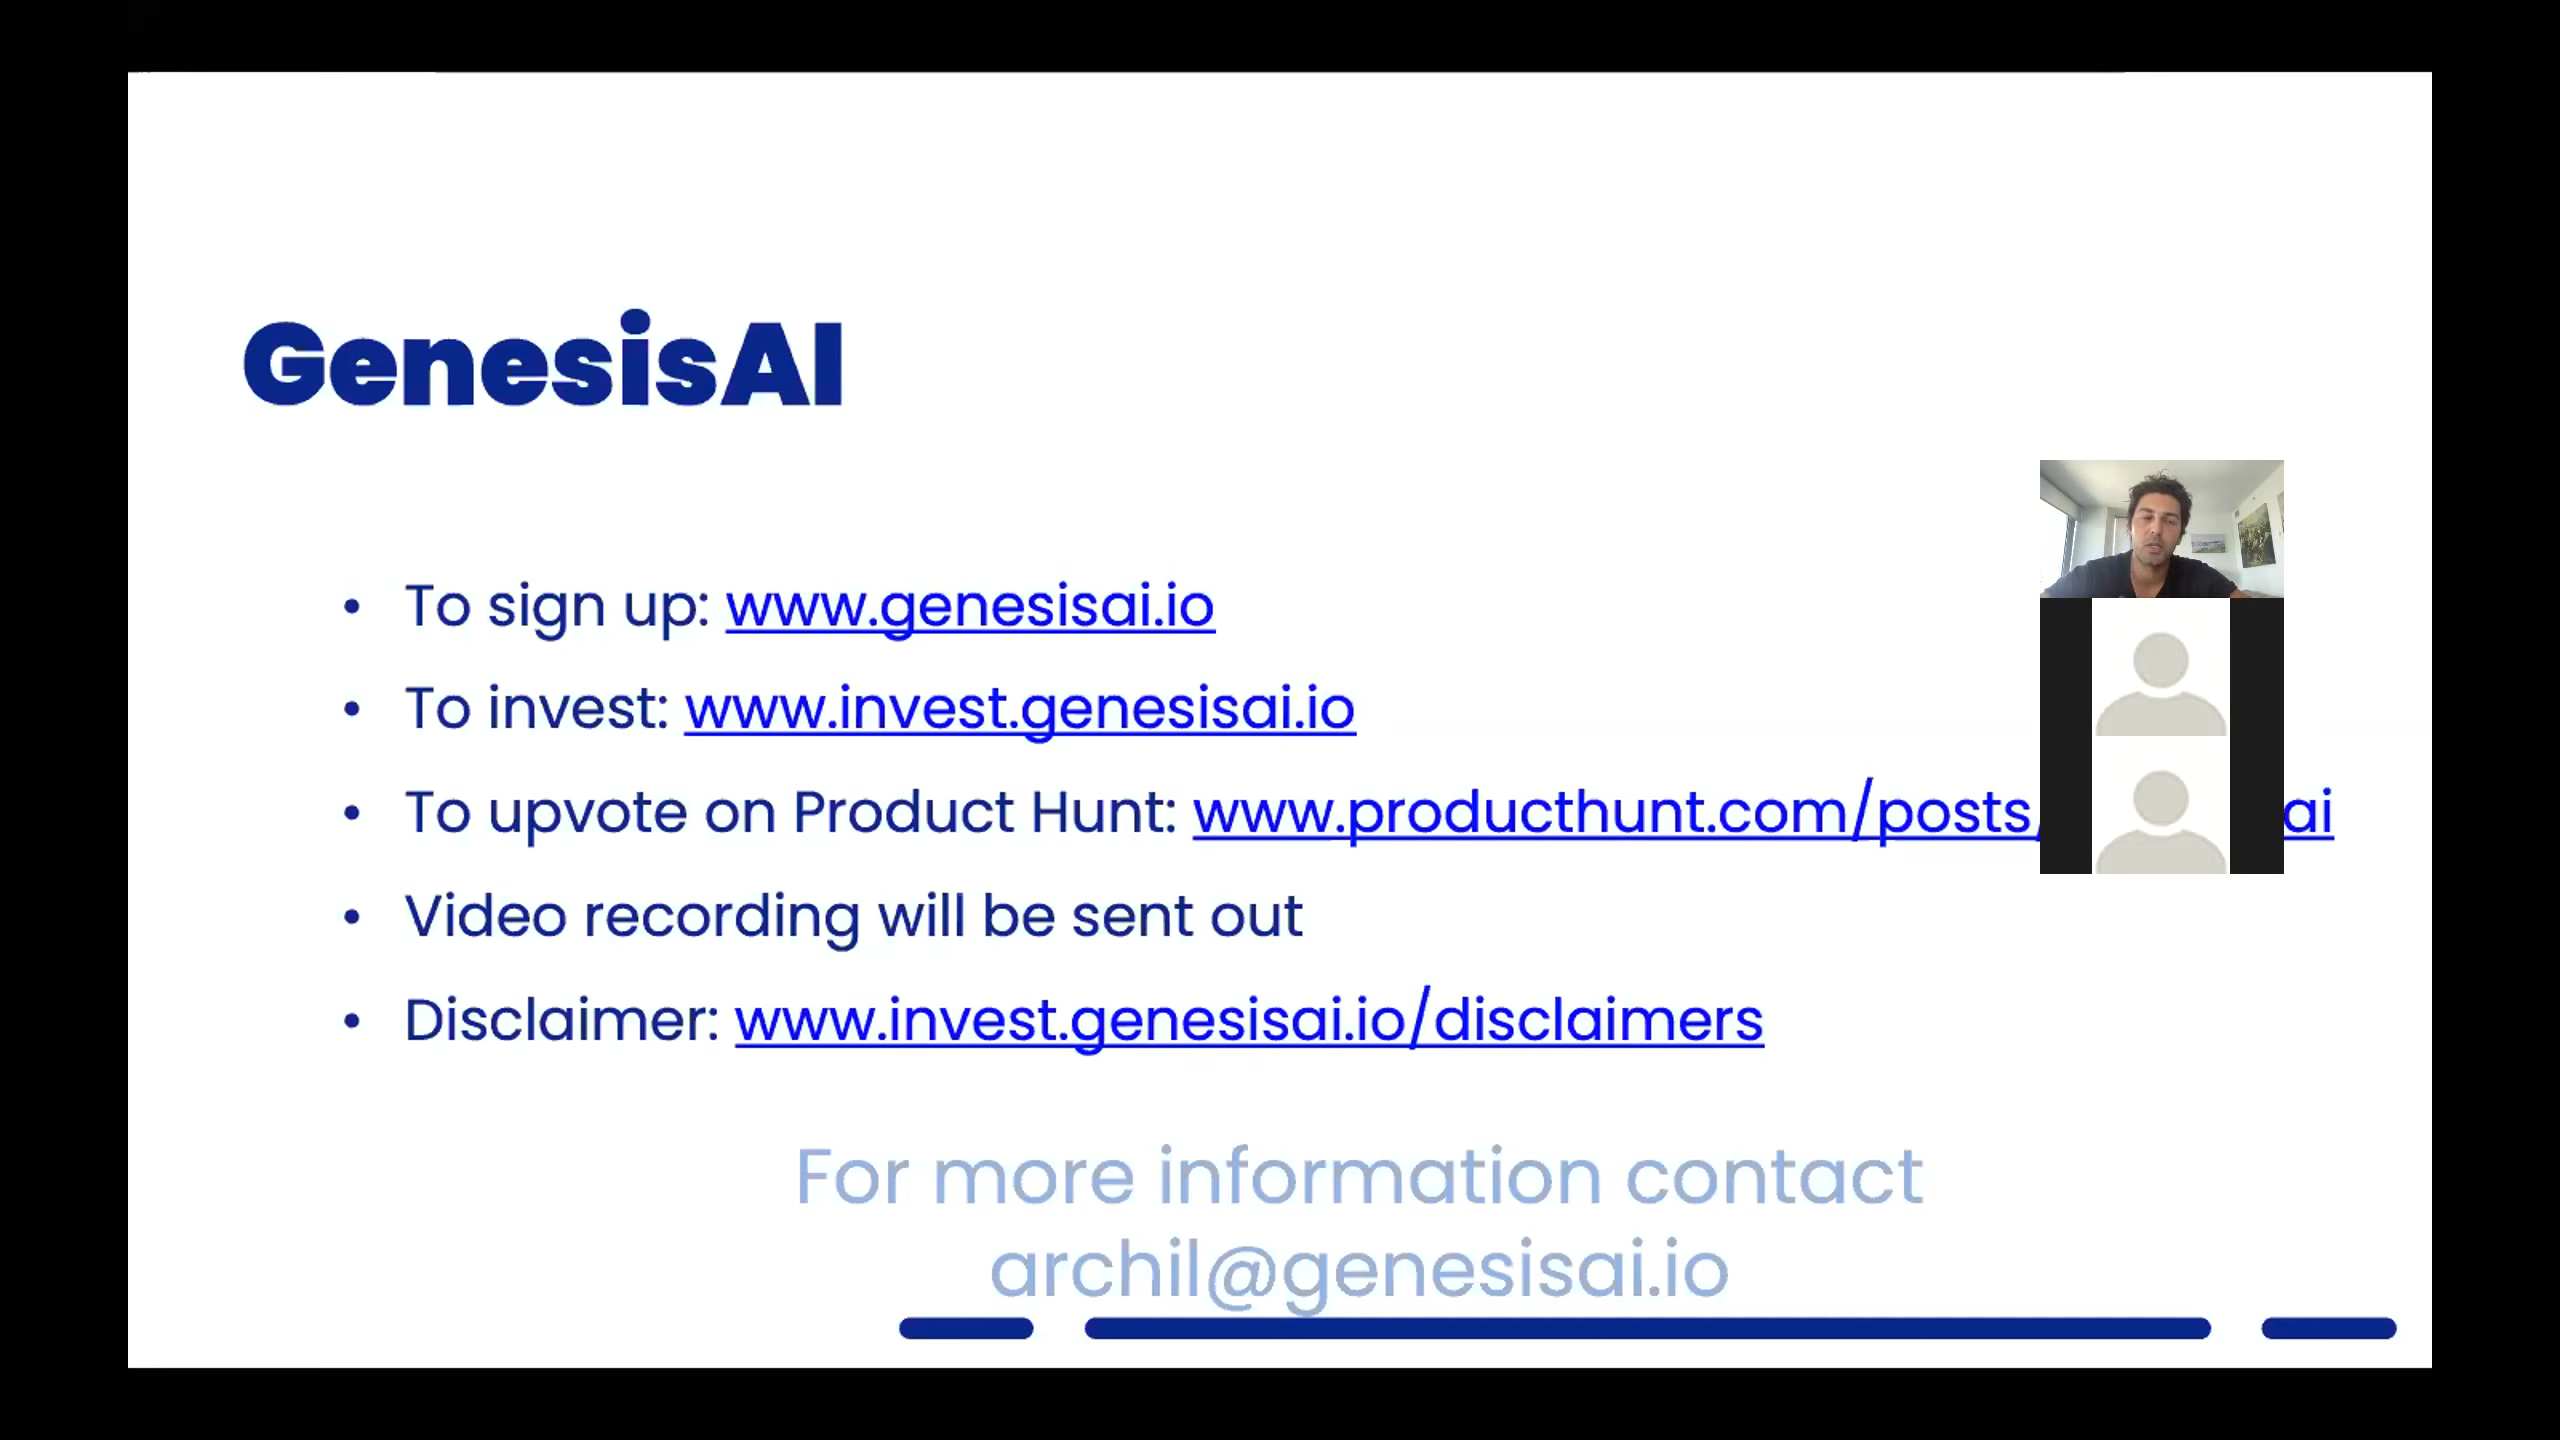 GenesisAI
• To sign up: www.genesisai.io
• To invest: www.invest.genesisai.io
• To upvote on Product Hunt: www.producthunt.com/posts/ ai
• Video recording will be sent out
• Disclaimer: www.invest.genesisai.io/disclaimers
For more information contact
archil@genesisai.io